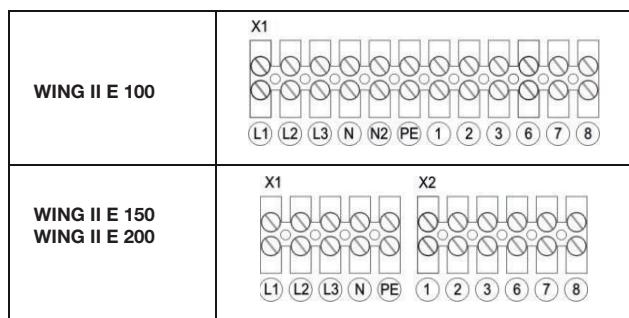 X1
WING II E 100
L1 L2 L3 N N2 PE 1 2 3 6 7 8
X1 X2
WING II E 150
WING II E 200
L1 L2 L3 N PE 1 2 3 6 7 8